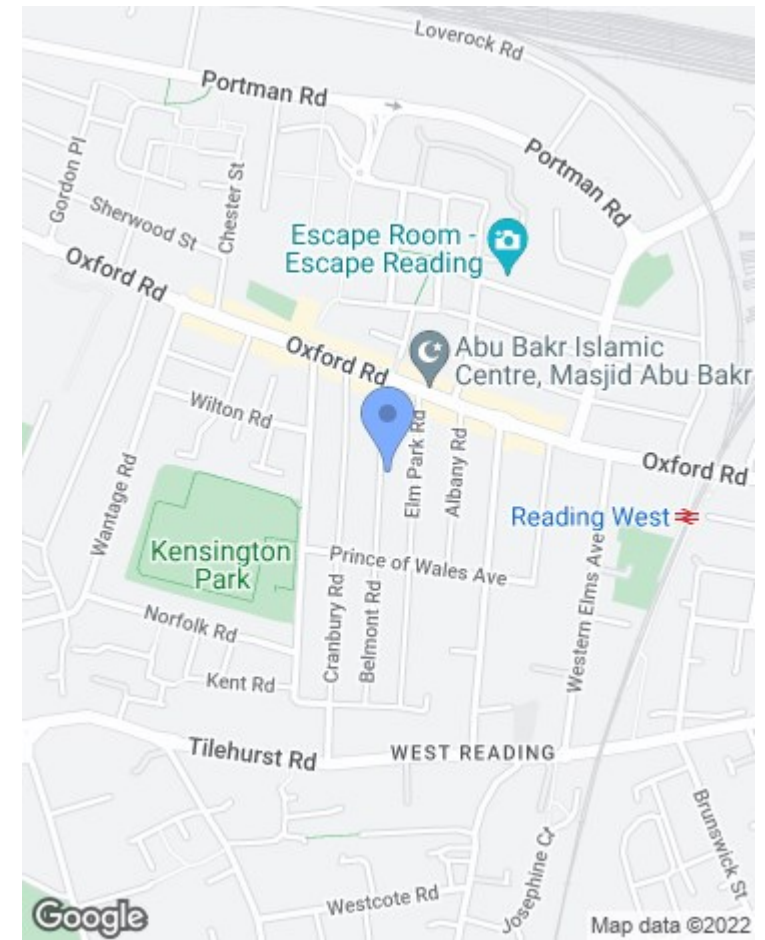 Loverock Rd
Portman Rd
Portman Rd
Gordon Pl
Chester St
Sherwood St
Escape Room -
Escape Reading
Oxford Rd
Oxford Rd
Abu Bakr Islamic
Centre, Masjid Abu Bakr
Wilton Rd
Elm Park Rd
Albany Rd
Oxford Rd
Wantage Rd
Reading West
Kensington
Park
Prince of Wales Ave
Western Elms Ave
Cranbury Rd
Belmont Rd
Norfolk Rd
Kent Rd
Tilehurst Rd
WEST READING
Brunswick St
Josephine Ct
Westcote Rd
Google
Map data ©2022